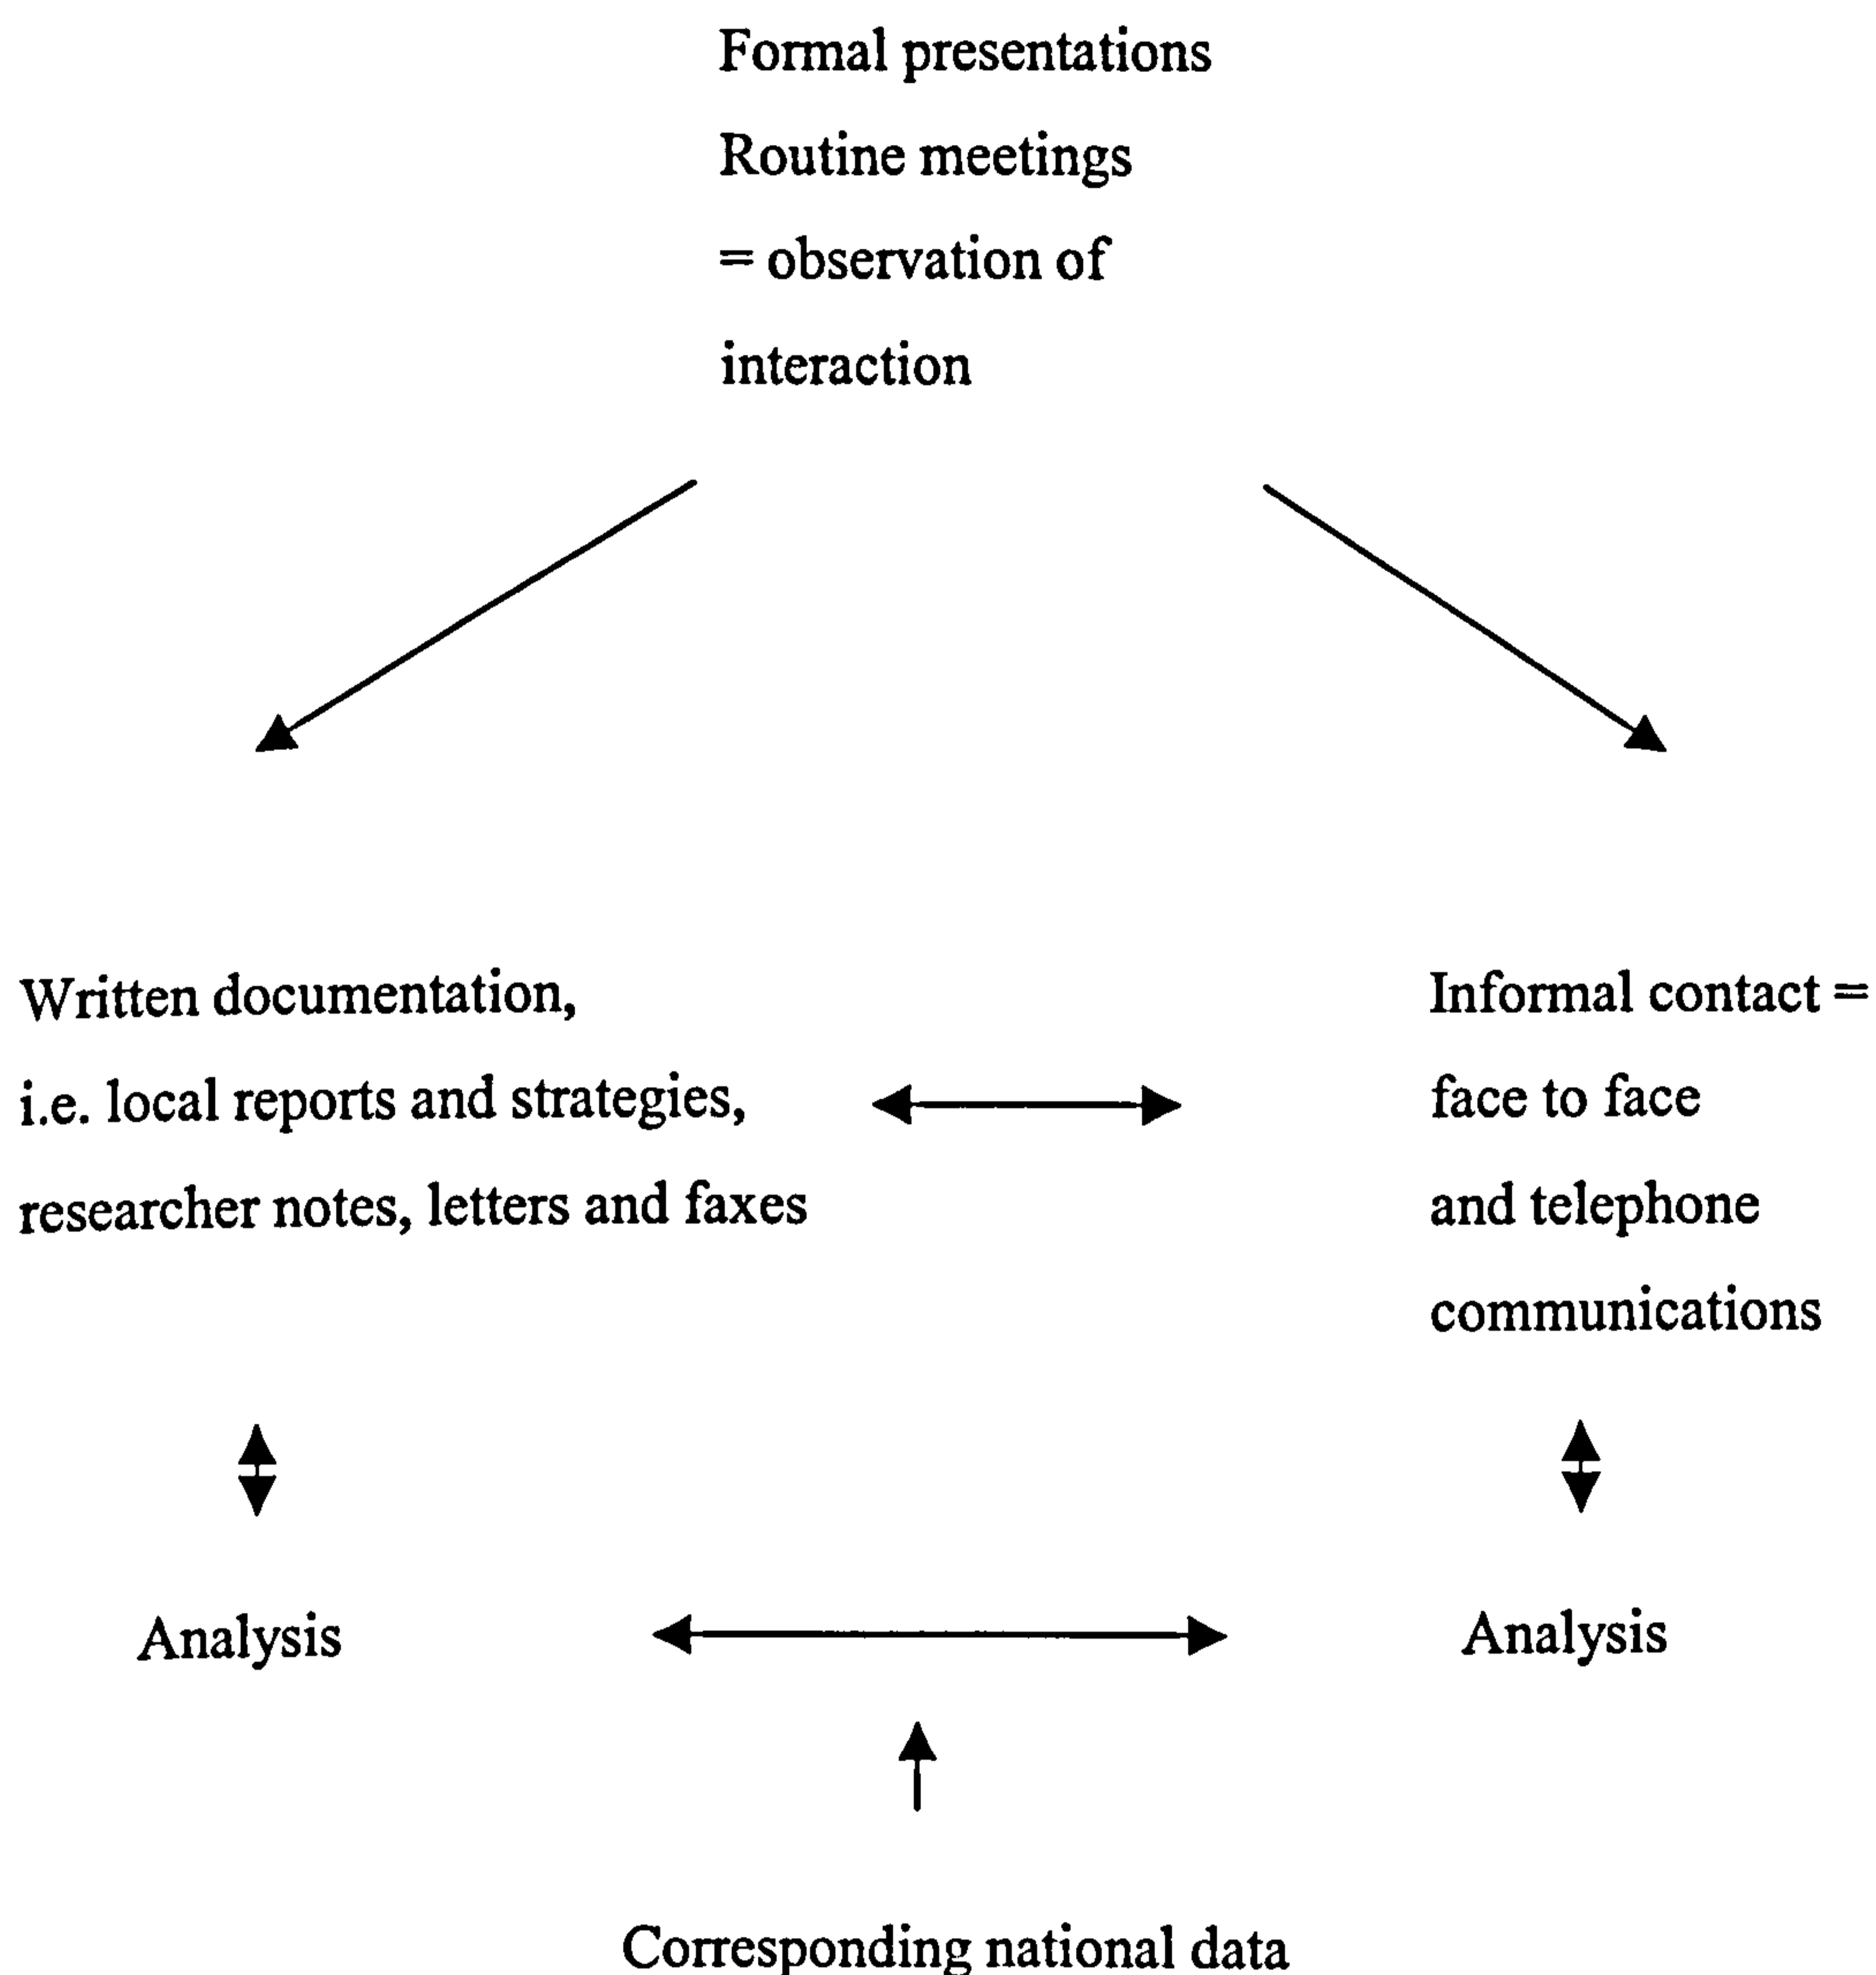 Formal presentations
Routine meetings
= observation of
interaction
Written documentation,
i.e. local reports and strategies,
researcher notes, letters and faxes
Informal contact =
face to face
and telephone
communications
Analysis
Analysis
Corresponding national data